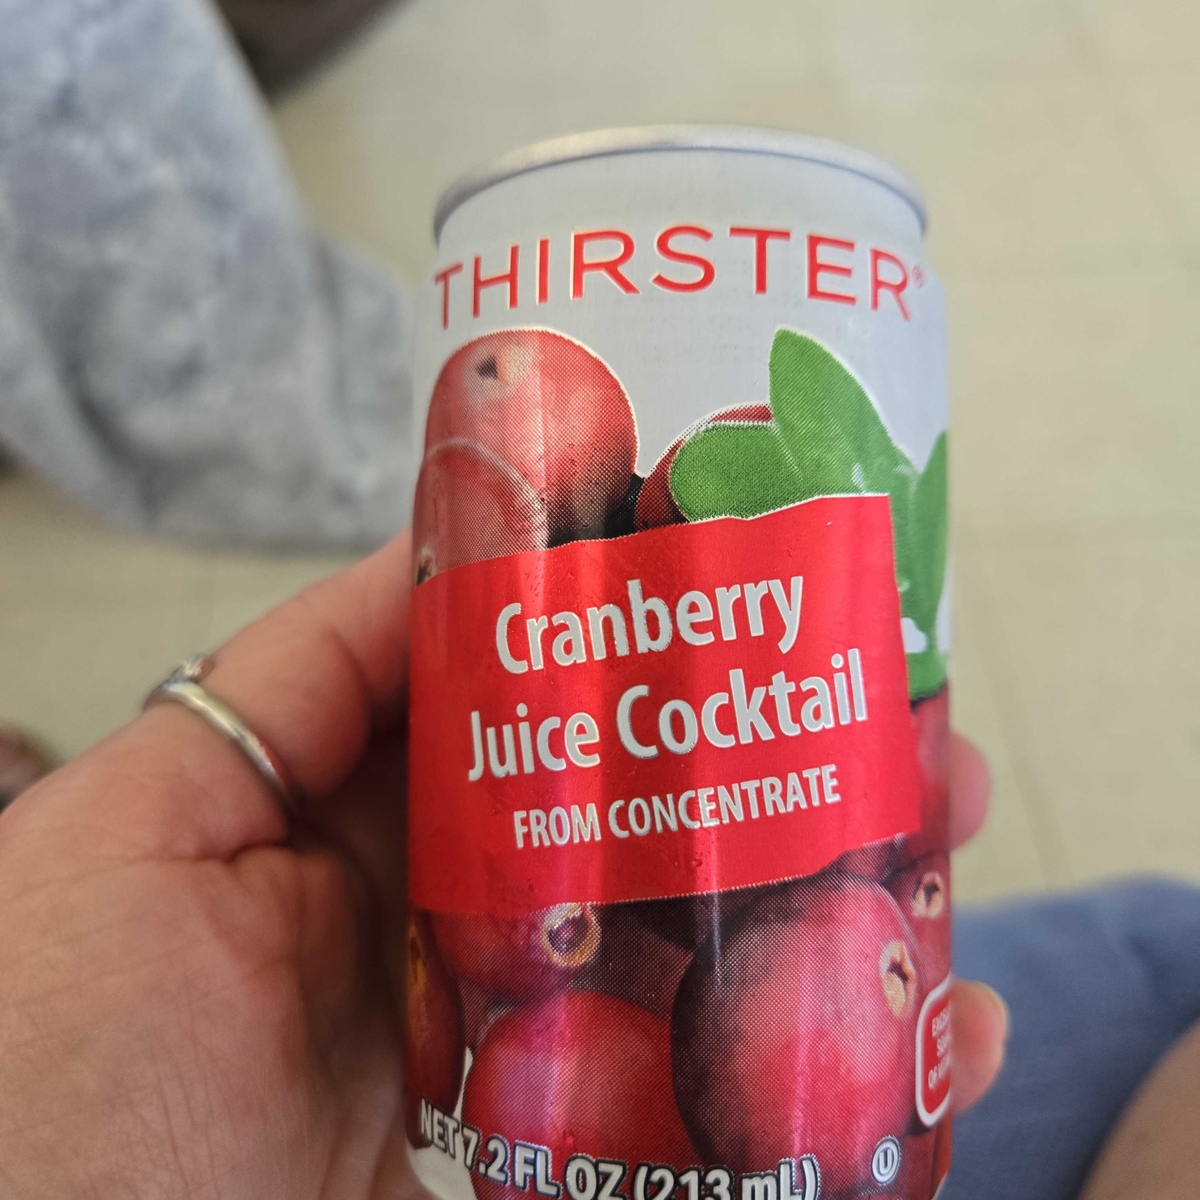 THIRSTER®
Cranberry
Juice Cocktail
FROM CONCENTRATE
NET 7.2 FL OZ (213 mL)
U